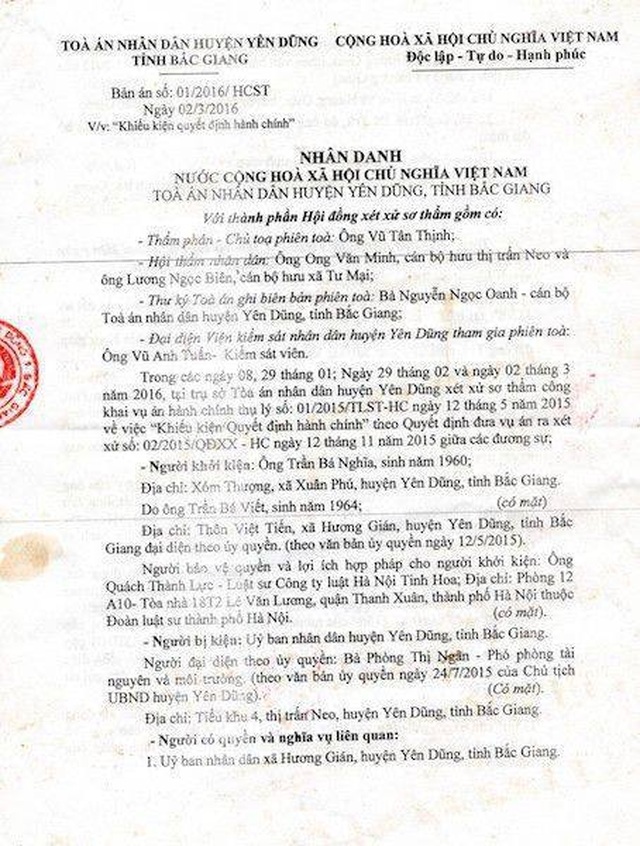 TOÀ ÁN NHÂN DÂN HUYỆN YÊN DŨNG CỘNG HOÀ XÃ HỘI CHỦ NGHĨA VIỆT NAM
TỈNH BẮC GIANG Độc lập - Tự do - Hạnh phúc
Bản án số: 01/2016/ HCST
Ngày 02/3/2016
V/v: "Khiếu kiện quyết định hành chính"
NHÂN DANH
NƯỚC CỘNG HOÀ XÃ HỘI CHỦ NGHĨA VIỆT NAM
TOÀ ÁN NHÂN DÂN HUYỆN YÊN DŨNG, TỈNH BẮC GIANG
Với thành phần Hội đồng xét xử sơ thẩm gồm có:
- Thẩm phán - Chủ toạ phiên toà: Ông Vũ Tân Thịnh;
- Hội thẩm nhân dân: Ông Ong Văn Minh, cán bộ hưu thị trấn Neo và
ông Lương Ngọc Biên, cán bộ hưu xã Tư Mại;
- Thư ký Toà án ghi biên bản phiên toà: Bà Nguyễn Ngọc Oanh - cán bộ
Toà án nhân dân huyện Yên Dũng, tỉnh Bắc Giang;
- Đại diện Viện kiểm sát nhân dân huyện Yên Dũng tham gia phiên toà:
Ông Vũ Anh Tuấn- Kiểm sát viên.
Trong các ngày 08, 29 tháng 01; Ngày 29 tháng 02 và ngày 02 tháng 3
năm 2016, tại trụ sở Tòa án nhân dân huyện Yên Dũng xét xử sơ thẩm công
khai vụ án hành chính thụ lý số: 01/2015/TLST-HC ngày 12 tháng 5 năm 2015
về việc "Khiếu kiện Quyết định hành chính" theo Quyết định đưa vụ án ra xét
xử số: 02/2015/QĐXX - HC ngày 12 tháng 11 năm 2015 giữa các đương sự;
- Người khởi kiện: Ông Trần Bá Nghĩa, sinh năm 1960;
Địa chỉ: Xóm Thượng, xã Xuân Phú, huyện Yên Dũng, tỉnh Bắc Giang.
Do ông Trần Bá Viết, sinh năm 1964; (có mặt)
Địa chỉ: Thôn Việt Tiến, xã Hương Gián, huyện Yên Dũng, tỉnh Bắc
Giang đại diện theo ủy quyền. (theo văn bản ủy quyền ngày 12/5/2015).
Người bảo vệ quyền và lợi ích hợp pháp cho người khởi kiện: Ông
Quách Thành Lực - Luật sư Công ty luật Hà Nội Tinh Hoa; Địa chỉ: Phòng 12
A10- Tòa nhà 18T2 Lê Văn Lương, quận Thanh Xuân, thành phố Hà Nội thuộc
Đoàn luật sư thành phố Hà Nội. (có mặt).
- Người bị kiện: Uỷ ban nhân dân huyện Yên Dũng, tỉnh Bắc Giang.
Người đại diện theo ủy quyền: Bà Phòng Thị Ngân - Phó phòng tài
nguyên và môi trường. (theo văn bản ủy quyền ngày 24/7/2015 của Chủ tịch
UBND huyện Yên Dũng). (Có mặt).
Địa chỉ: Tiểu khu 4, thị trấn Neo, huyện Yên Dũng, tỉnh Bắc Giang.
- Người có quyền và nghĩa vụ liên quan:
1. Uỷ ban nhân dân xã Hương Gián, huyện Yên Dũng, tỉnh Bắc Giang.